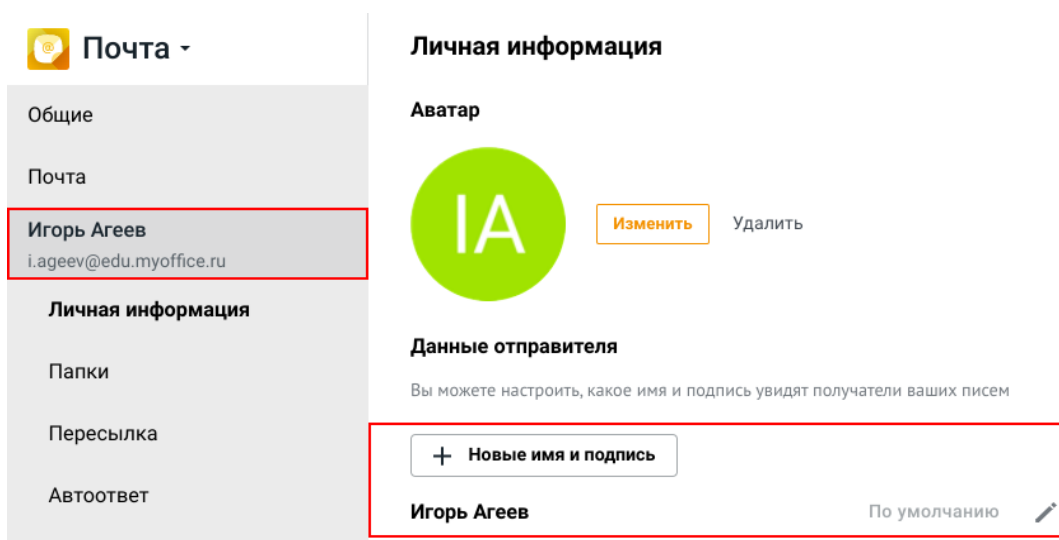 Почта
Общие
Почта
Игорь Агеев
i.ageev@edu.myoffice.ru
Личная информация
Папки
Пересылка
Автоответ
Личная информация
Аватар
IA
Изменить Удалить
Данные отправителя
Вы можете настроить, какое имя и подпись увидят получатели ваших писем
+ Новые имя и подпись
Игорь Агеев По умолчанию